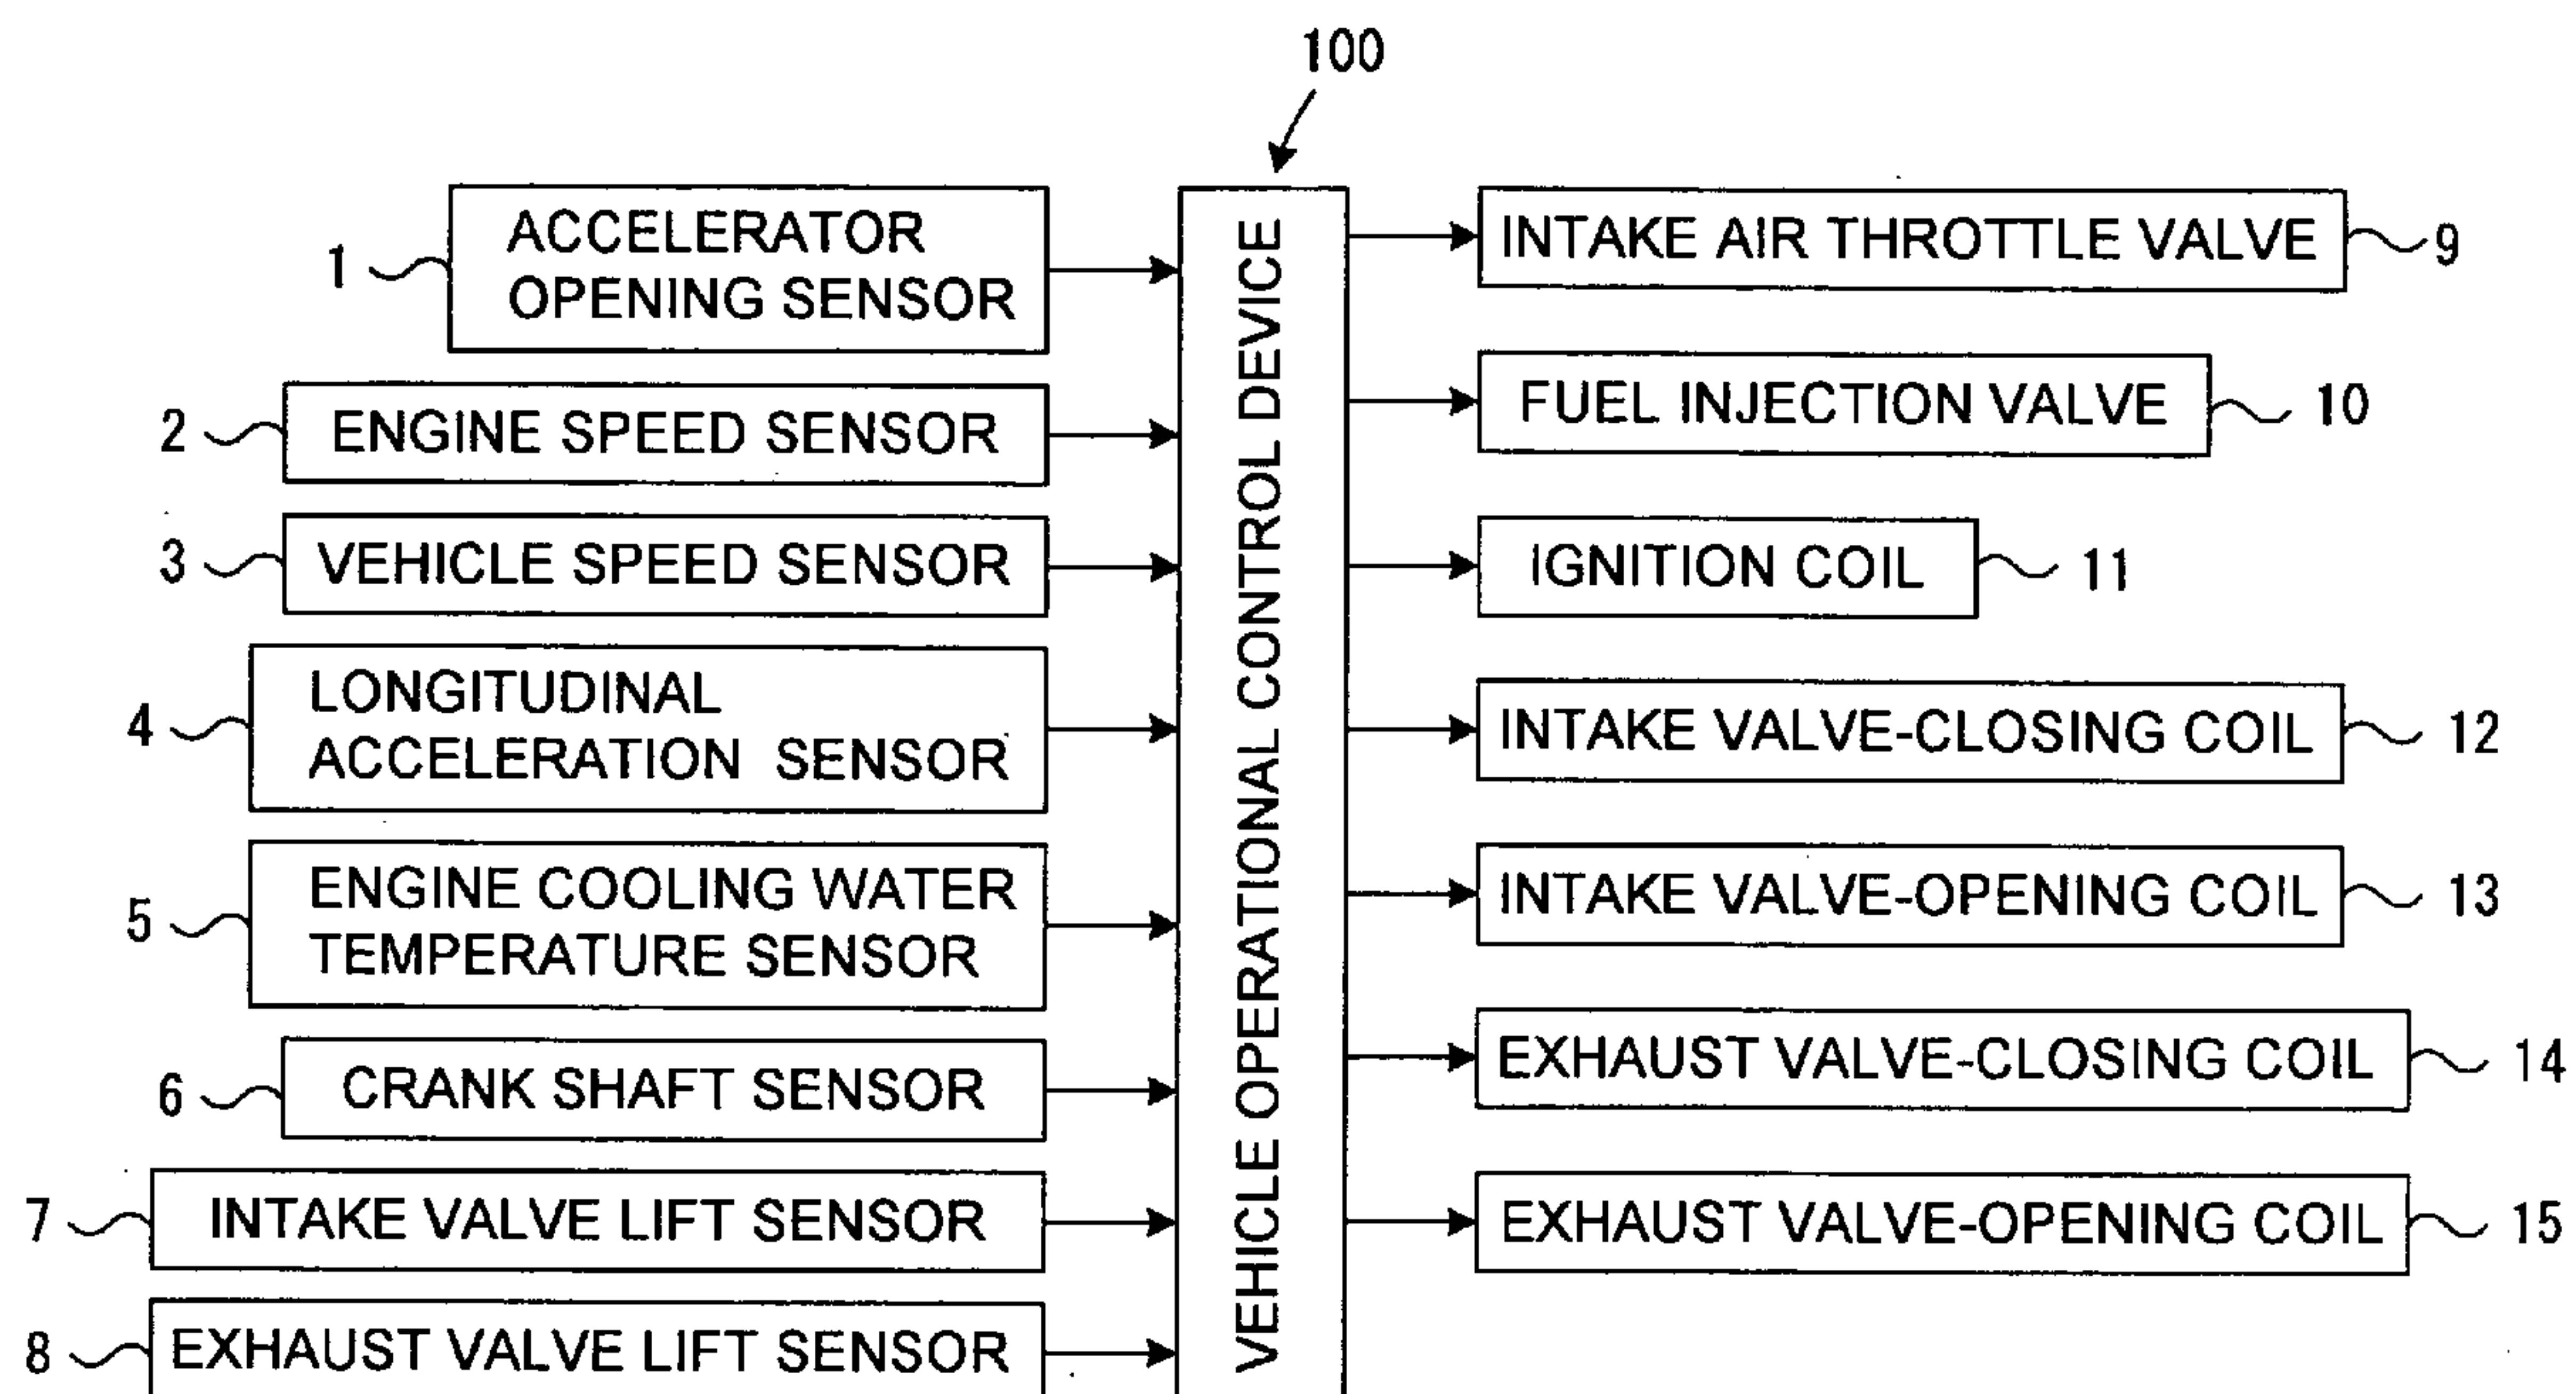 100
1
ACCELERATOR
OPENING SENSOR
2
ENGINE SPEED SENSOR
3
VEHICLE SPEED SENSOR
4
LONGITUDINAL
ACCELERATION SENSOR
5
ENGINE COOLING WATER
TEMPERATURE SENSOR
6
CRANK SHAFT SENSOR
7
INTAKE VALVE LIFT SENSOR
8
EXHAUST VALVE LIFT SENSOR
VEHICLE OPERATIONAL CONTROL DEVICE
INTAKE AIR THROTTLE VALVE
9
FUEL INJECTION VALVE
10
IGNITION COIL
11
INTAKE VALVE-CLOSING COIL
12
INTAKE VALVE-OPENING COIL
13
EXHAUST VALVE-CLOSING COIL
14
EXHAUST VALVE-OPENING COIL
15